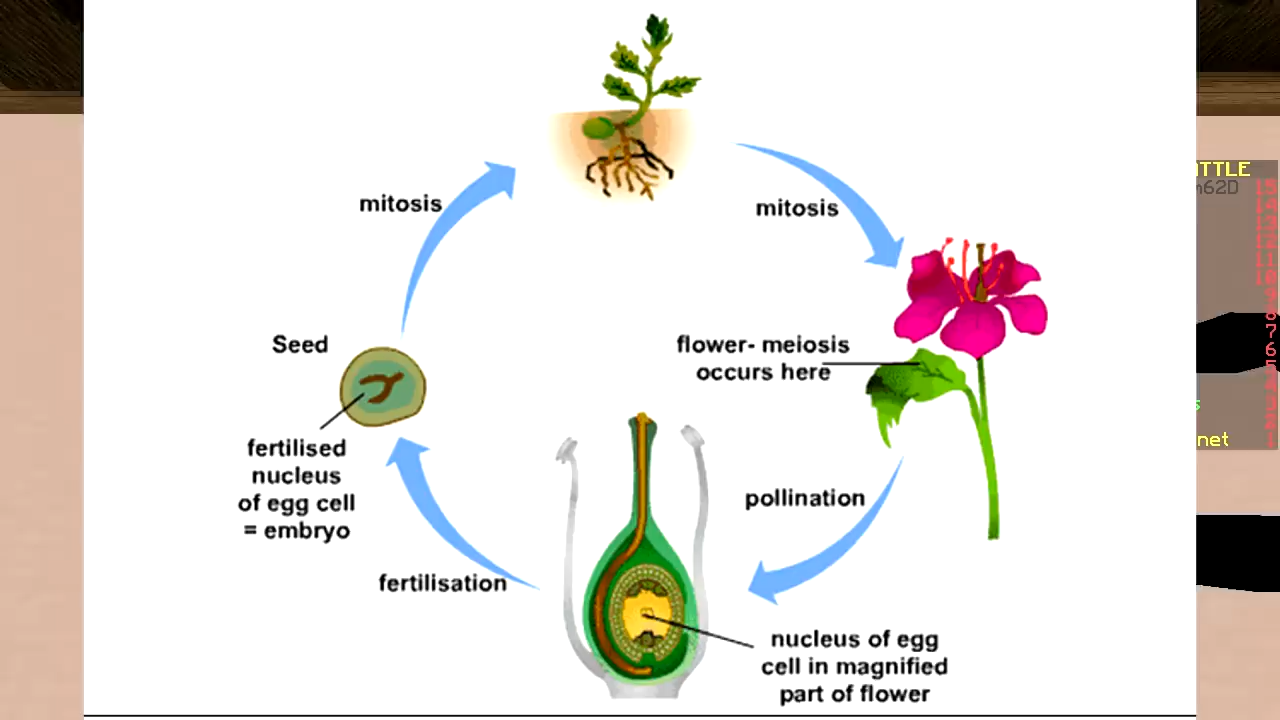 mitosis
mitosis
flower- meiosis
occurs here
Seed
fertilised
nucleus
of egg cell
= embryo
pollination
fertilisation
nucleus of egg
cell in magnified
part of flower
TTLE
62D
net